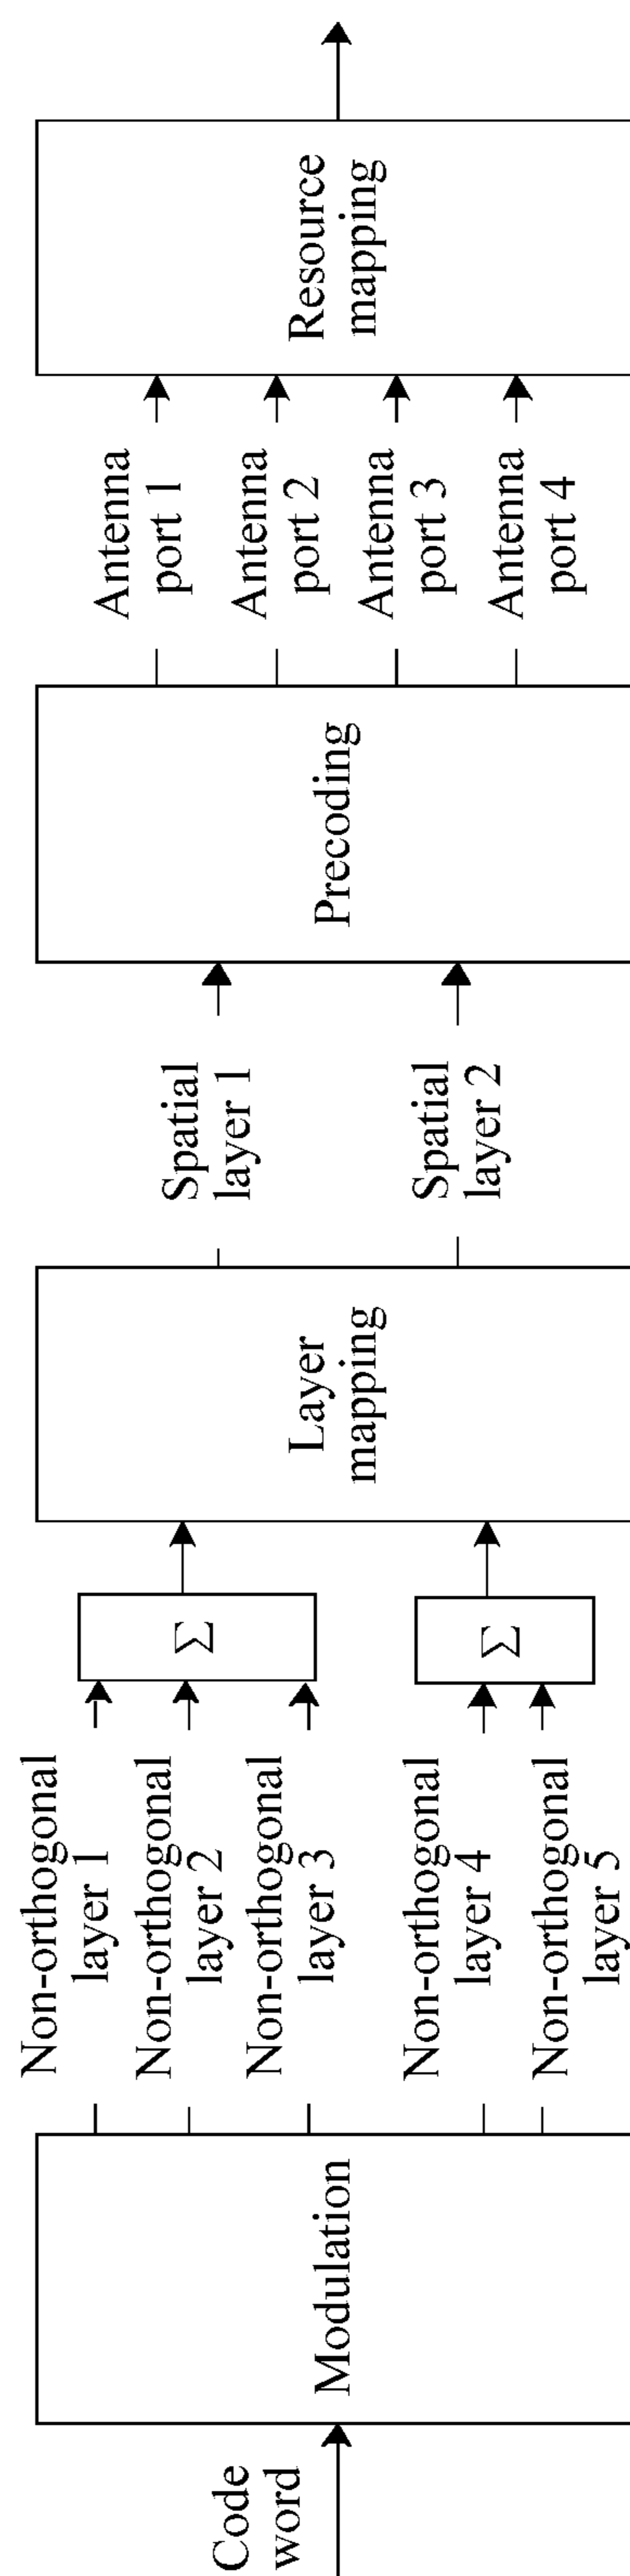 Code
word
Modulation
Non-orthogonal
layer 1
Non-orthogonal
layer 2
Non-orthogonal
layer 3
Non-orthogonal
layer 4
Non-orthogonal
layer 5
Σ
Σ
Layer
mapping
Spatial
layer 1
Spatial
layer 2
Precoding
Antenna
port 1
Antenna
port 2
Antenna
port 3
Antenna
port 4
Resource
mapping